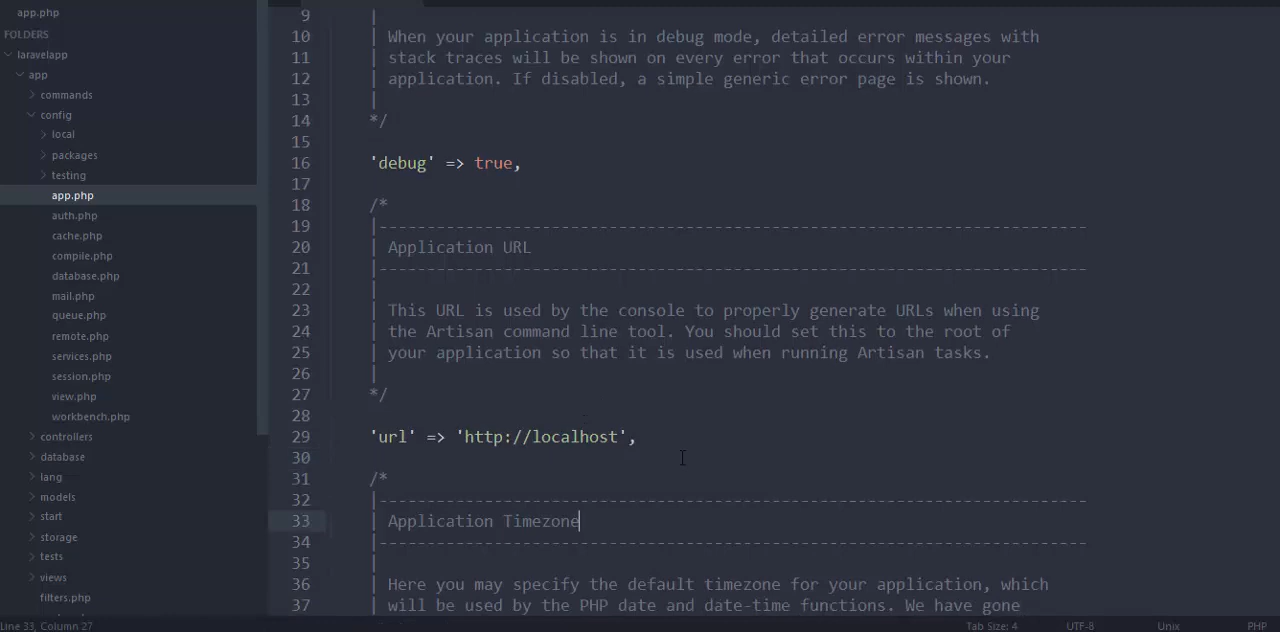 app.php
FOLDERS
laravelapp
app
commands
config
local
packages
testing
app.php
auth.php
cache.php
compile.php
database.php
mail.php
queue.php
remote.php
services.php
session.php
view.php
workbench.php
controllers
database
lang
models
start
storage
tests
views
filters.php
9 |
10 | When your application is in debug mode, detailed error messages with
11 | stack traces will be shown on every error that occurs within your
12 | application. If disabled, a simple generic error page is shown.
13 |
14 */
15
16 'debug' => true,
17
18 /*
19 |--------------------------------------------------------------------------
20 | Application URL
21 |--------------------------------------------------------------------------
22 |
23 | This URL is used by the console to properly generate URLs when using
24 | the Artisan command line tool. You should set this to the root of
25 | your application so that it is used when running Artisan tasks.
26 |
27 */
28
29 'url' => 'http://localhost',
30
31 /*
32 |--------------------------------------------------------------------------
33 | Application Timezone
34 |--------------------------------------------------------------------------
35 |
36 | Here you may specify the default timezone for your application, which
37 | will be used by the PHP date and date-time functions. We have gone
Line 33, Column 27
Tab Size: 4
UTF-8
Unix
PHP